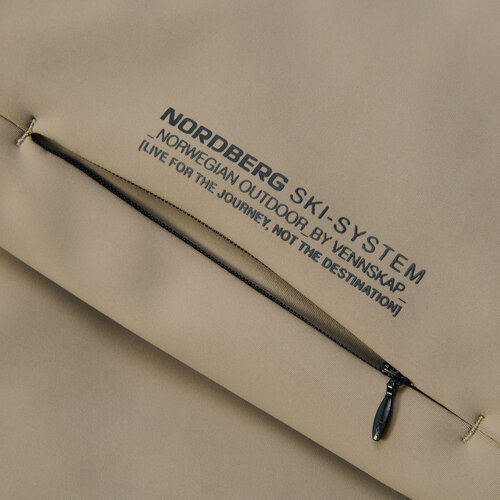 NORDBERG SKI-SYSTEM
_NORWEGIAN OUTDOOR_BY VENNSKAP_
[LIVE FOR THE JOURNEY, NOT THE DESTINATION]